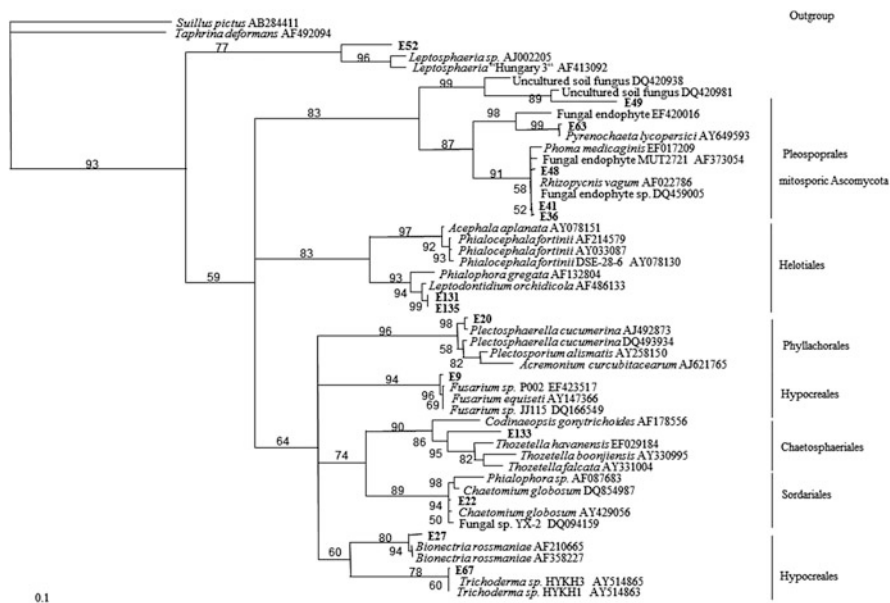 Suillus pictus AB284411
Outgroup
Taphrina deformans AF492094
77
E52
96
Leptosphaeria sp. AJ002205
Leptosphaeria "Hungary 3" AF413092
99
Uncultured soil fungus DQ420938
Uncultured soil fungus DQ420981
89
E49
83
98
Fungal endophyte EF420016
99
E63
Pyrenochaeta lycopersici AY649593
87
Phoma medicaginis EF017209
Pleospoprales
Fungal endophyte MUT2721 AF373054
93
91
E48
mitosporic Ascomycota
58
Rhizopycnis vagum AF022786
Fungal endophyte sp. DQ459005
52
E41
E36
97
Acephala aplanata AY078151
92
Phialocephala fortinii AF214579
83
Phialocephala fortinii AY033087
93
Phialocephala fortinii DSE-28-6 AY078130
Helotiales
59
93
Phialophora gregata AF132804
94
Leptodontidium orchidicola AF486133
99
E131
E135
98
E20
96
Plectosphaerella cucumerina AJ492873
Plectosphaerella cucumerina DQ493934
Phyllachorales
58
Plectosporium alismatis AY258150
82
Acremonium curcubitacearum AJ621765
94
E9
96
Fusarium sp. P002 EF423517
Hypocreales
69
Fusarium equiseti AY147366
Fusarium sp. JJ115 DQ166549
64
90
Codinaeopsis gonytrichoides AF178556
86
E133
95
Thozetella havanensis EF029184
Chaetosphaeriales
74
82
Thozetella boonjiensis AY330995
Thozetella falcata AY331004
98
Phialophora sp. AF087683
89
Chaetomium globosum DQ854987
94
E22
Sordariales
Chaetomium globosum AY429056
50
Fungal sp. YX-2 DQ094159
80
E27
94
Bionectria rossmaniae AF210665
60
Bionectria rossmaniae AF358227
78
E67
Hypocreales
60
Trichoderma sp. HYKH3 AY514865
Trichoderma sp. HYKH1 AY514863
0.1